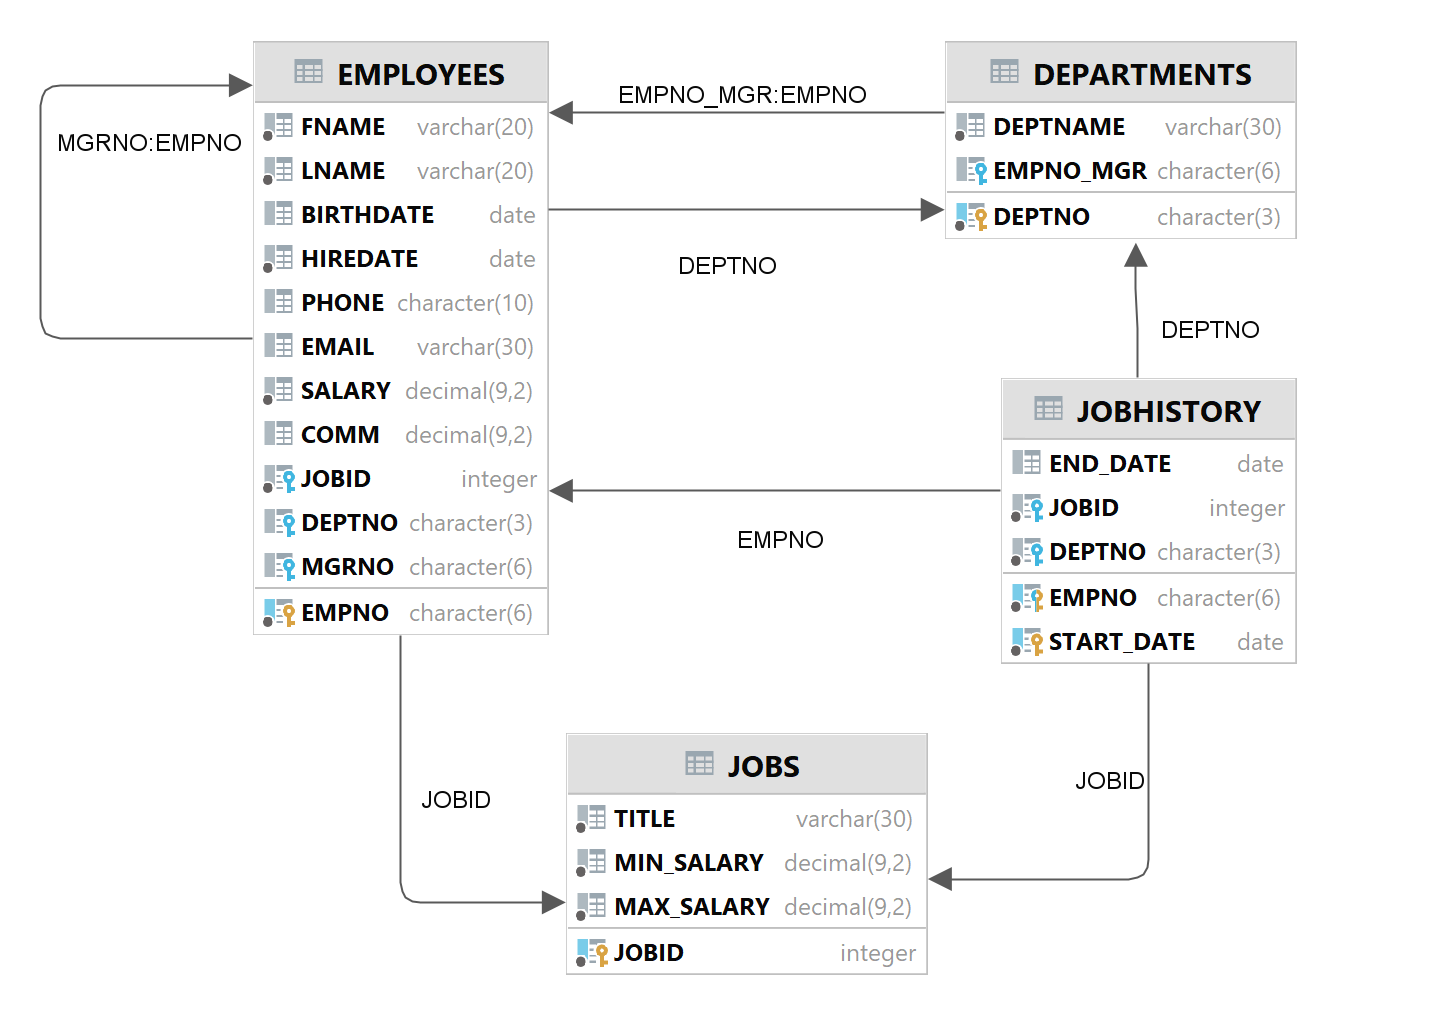 EMPLOYEES
FNAME varchar(20)
LNAME varchar(20)
BIRTHDATE date
HIREDATE date
PHONE character(10)
EMAIL varchar(30)
SALARY decimal(9,2)
COMM decimal(9,2)
JOBID integer
DEPTNO character(3)
MGRNO character(6)
EMPNO character(6)
MGRNO:EMPNO
EMPNO_MGR:EMPNO
DEPTNO
DEPARTMENTS
DEPTNAME varchar(30)
EMPNO_MGR character(6)
DEPTNO character(3)
DEPTNO
JOBHISTORY
END_DATE date
JOBID integer
DEPTNO character(3)
EMPNO character(6)
START_DATE date
EMPNO
JOBID
JOBID
JOBS
TITLE varchar(30)
MIN_SALARY decimal(9,2)
MAX_SALARY decimal(9,2)
JOBID integer